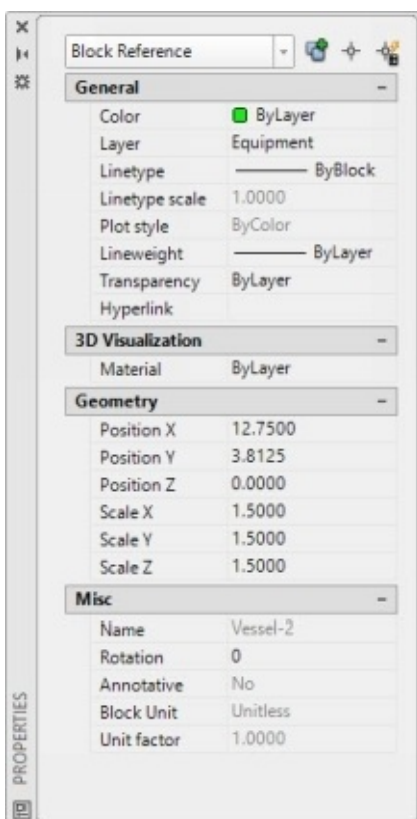 Block Reference
General
Color ByLayer
Layer Equipment
Linetype ByBlock
Linetype scale 1.0000
Plot style ByColor
Lineweight ByLayer
Transparency ByLayer
Hyperlink
3D Visualization
Material ByLayer
Geometry
Position X 12.7500
Position Y 3.8125
Position Z 0.0000
Scale X 1.5000
Scale Y 1.5000
Scale Z 1.5000
Misc
Name Vessel-2
Rotation 0
Annotative No
Block Unit Unitless
Unit factor 1.0000
PROPERTIES